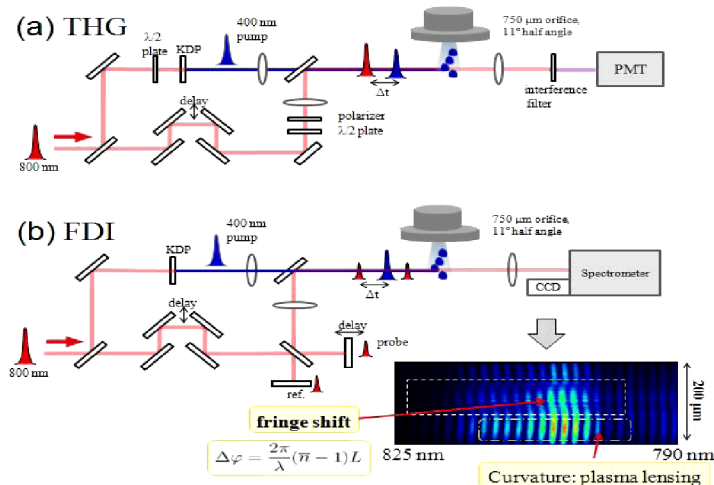 (a) THG
λ/2
plate
KDP
400 nm
pump
750 µm orifice,
11° half angle
PMT
interference
filter
Δt
delay
polarizer
λ/2 plate
800 nm
(b) FDI
KDP
400 nm
pump
750 µm orifice,
11° half angle
Spectrometer
CCD
Δt
delay
delay
probe
800 nm
ref.
fringe shift
Δφ = 2π/λ (n̅ − 1)L
200 µm
825 nm
790 nm
Curvature: plasma lensing